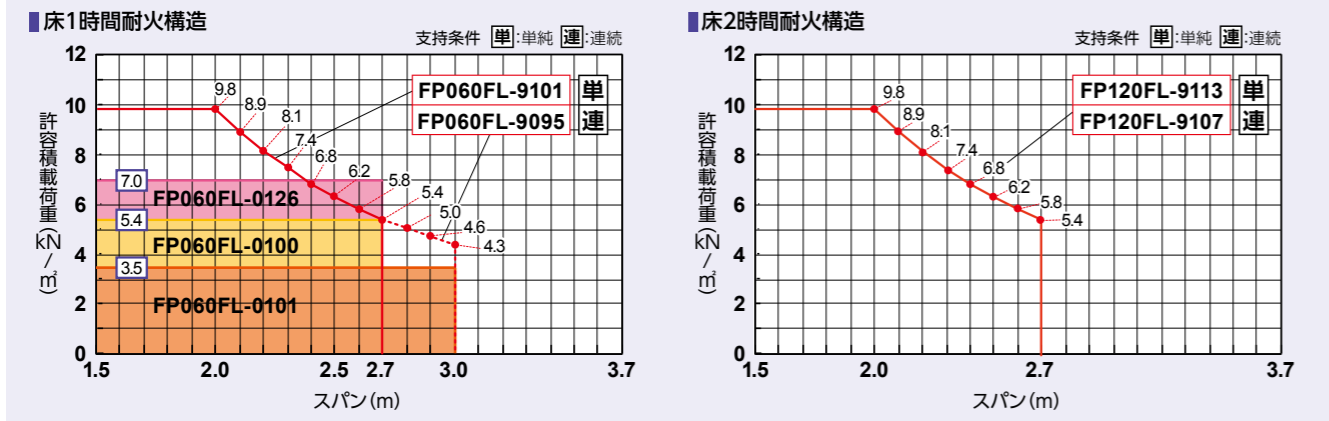 床1時間耐火構造
支持条件 単:単純 連:連続
12
10
8
6
4
2
0
許容積載荷重(kN/㎡)
9.8
8.9
8.1
7.4
6.8
6.2
5.8
5.4
5.0
4.6
4.3
FP060FL-9101 単
FP060FL-9095 連
7.0
FP060FL-0126
5.4
FP060FL-0100
3.5
FP060FL-0101
1.5 2.0 2.5 2.7 3.0 3.7
スパン(m)
床2時間耐火構造
支持条件 単:単純 連:連続
12
10
8
6
4
2
0
許容積載荷重(kN/㎡)
9.8
8.9
8.1
7.4
6.8
6.2
5.8
5.4
FP120FL-9113 単
FP120FL-9107 連
1.5 2.0 2.7 3.7
スパン(m)